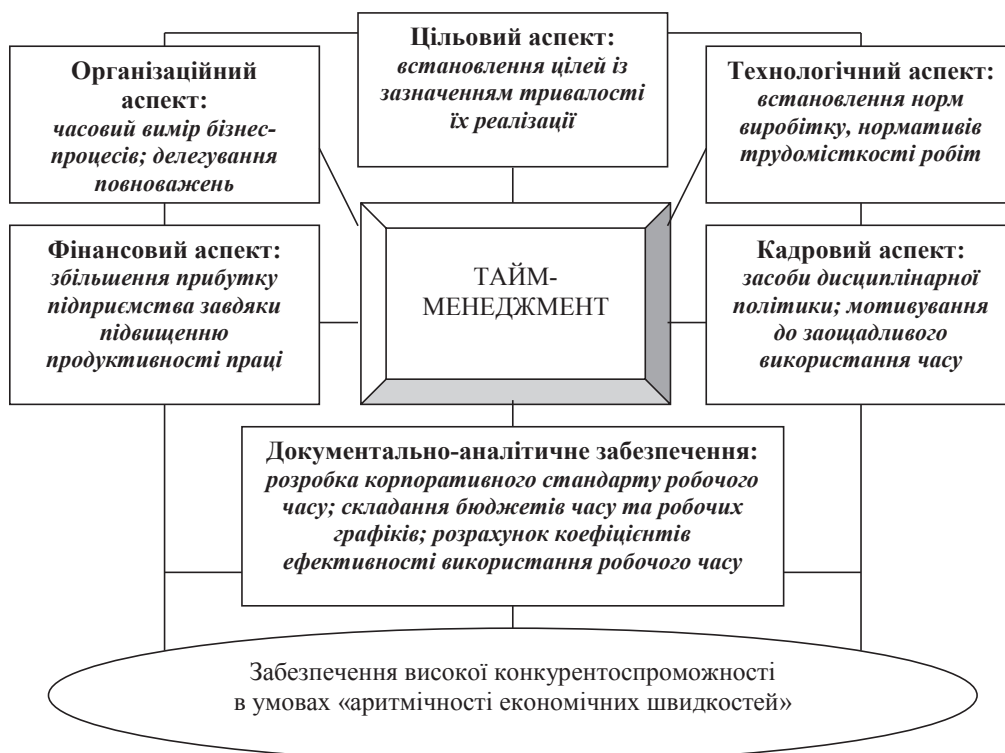 Цільовий аспект:
встановлення цілей із
зазначенням тривалості
їх реалізації
Організаційний
аспект:
часовий вимір бізнес-
процесів; делегування
повноважень
Технологічний аспект:
встановлення норм
виробітку, нормативів
трудомісткості робіт
Фінансовий аспект:
збільшення прибутку
підприємства завдяки
підвищенню
продуктивності праці
ТАЙМ-
МЕНЕДЖМЕНТ
Кадровий аспект:
засоби дисциплінарної
політики; мотивування
до заощадливого
використання часу
Документально-аналітичне забезпечення:
розробка корпоративного стандарту робочого
часу; складання бюджетів часу та робочих
графіків; розрахунок коефіцієнтів
ефективності використання робочого часу
Забезпечення високої конкурентоспроможності
в умовах «аритмічності економічних швидкостей»